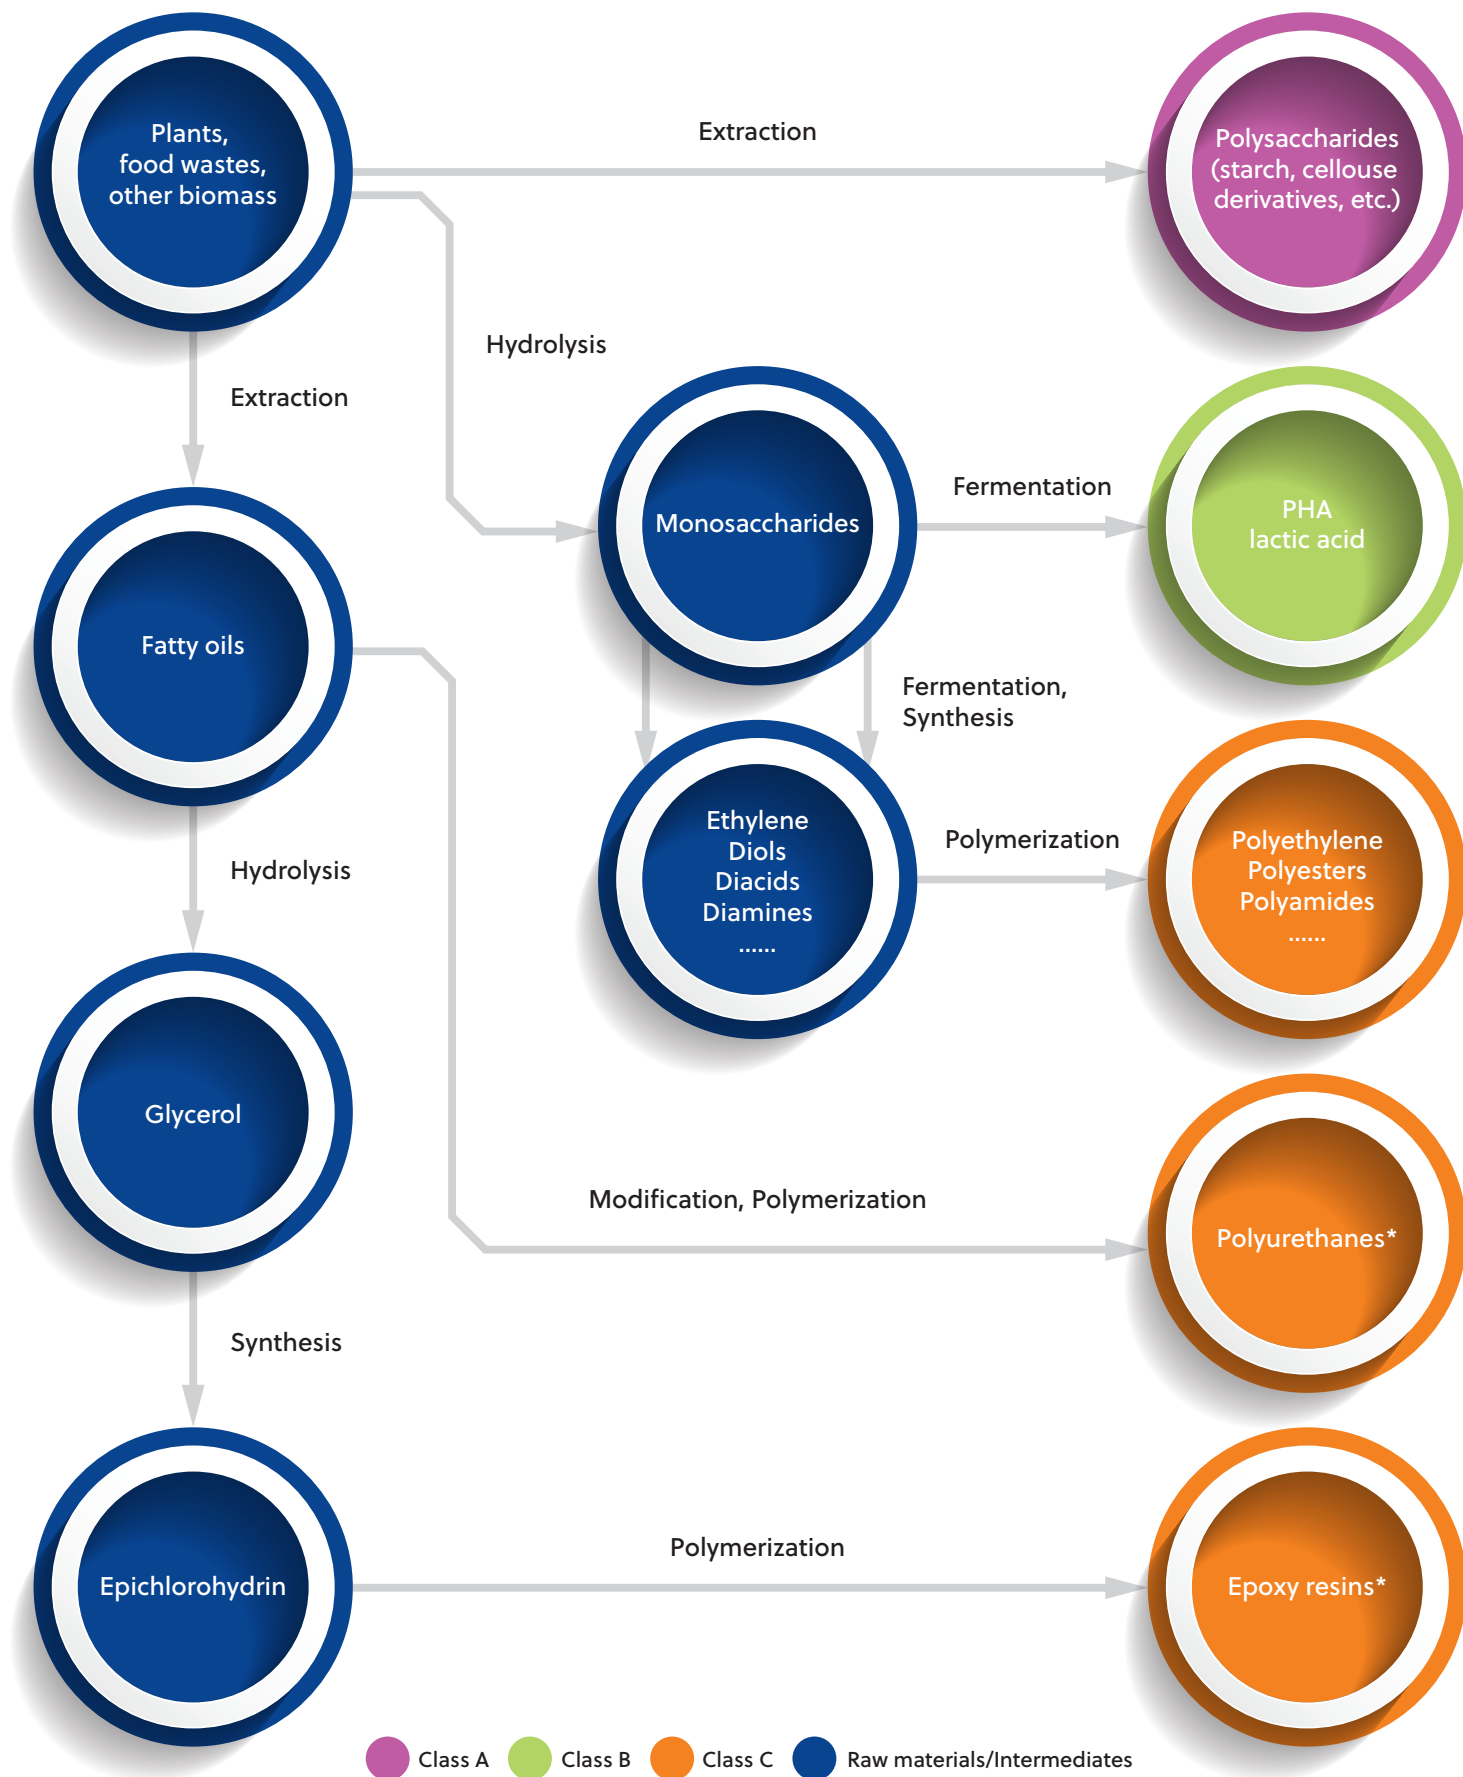 Plants,
food wastes,
other biomass
Extraction
Polysaccharides
(starch, cellouse
derivatives, etc.)
Hydrolysis
Extraction
Monosaccharides
Fermentation
PHA
lactic acid
Fatty oils
Fermentation,
Synthesis
Ethylene
Diols
Diacids
Diamines
......
Polymerization
Polyethylene
Polyesters
Polyamides
......
Hydrolysis
Glycerol
Modification, Polymerization
Polyurethanes*
Synthesis
Epichlorohydrin
Polymerization
Epoxy resins*
Class A
Class B
Class C
Raw materials/Intermediates